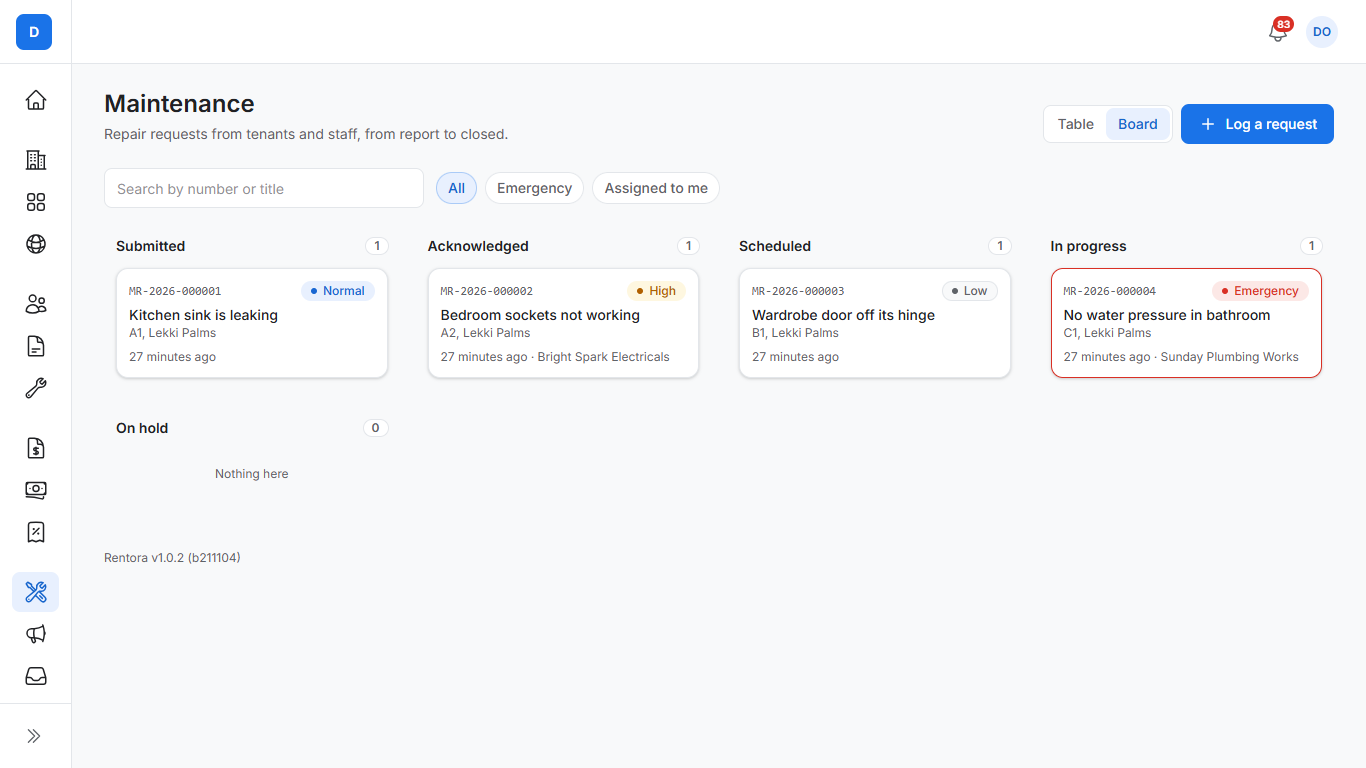 D
83
DO
Maintenance
Repair requests from tenants and staff, from report to closed.
Table
Board
Log a request
Search by number or title
All
Emergency
Assigned to me
Submitted 1
MR-2026-000001 Normal
Kitchen sink is leaking
A1, Lekki Palms
27 minutes ago
Acknowledged 1
MR-2026-000002 High
Bedroom sockets not working
A2, Lekki Palms
27 minutes ago · Bright Spark Electricals
Scheduled 1
MR-2026-000003 Low
Wardrobe door off its hinge
B1, Lekki Palms
27 minutes ago
In progress 1
MR-2026-000004 Emergency
No water pressure in bathroom
C1, Lekki Palms
27 minutes ago · Sunday Plumbing Works
On hold 0
Nothing here
Rentora v1.0.2 (b211104)